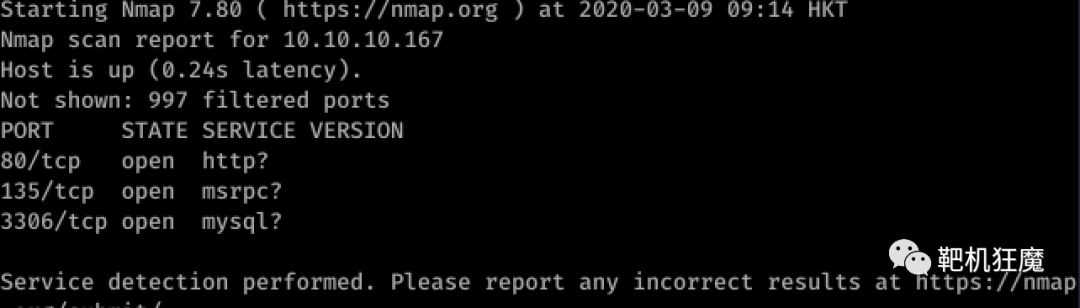 Starting Nmap 7.80 ( https://nmap.org ) at 2020-03-09 09:14 HKT
Nmap scan report for 10.10.10.167
Host is up (0.24s latency).
Not shown: 997 filtered ports
PORT     STATE SERVICE VERSION
80/tcp   open  http?
135/tcp  open  msrpc?
3306/tcp open  mysql?
靶机狂魔
Service detection performed. Please report any incorrect results at https://nmap